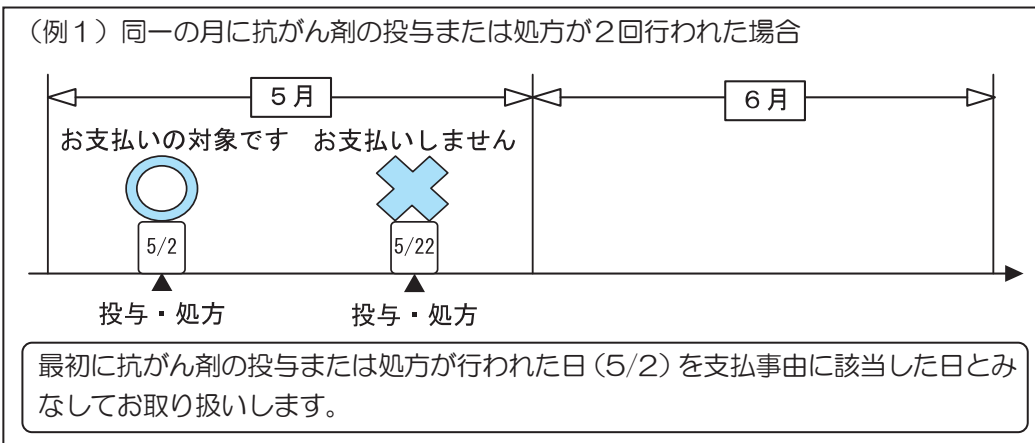 （例１）同一の月に抗がん剤の投与または処方が２回行われた場合
５月
６月
お支払いの対象です
お支払いしません
5/2
5/22
投与・処方
投与・処方
最初に抗がん剤の投与または処方が行われた日（5/2）を支払事由に該当した日とみ
なしてお取り扱いします。